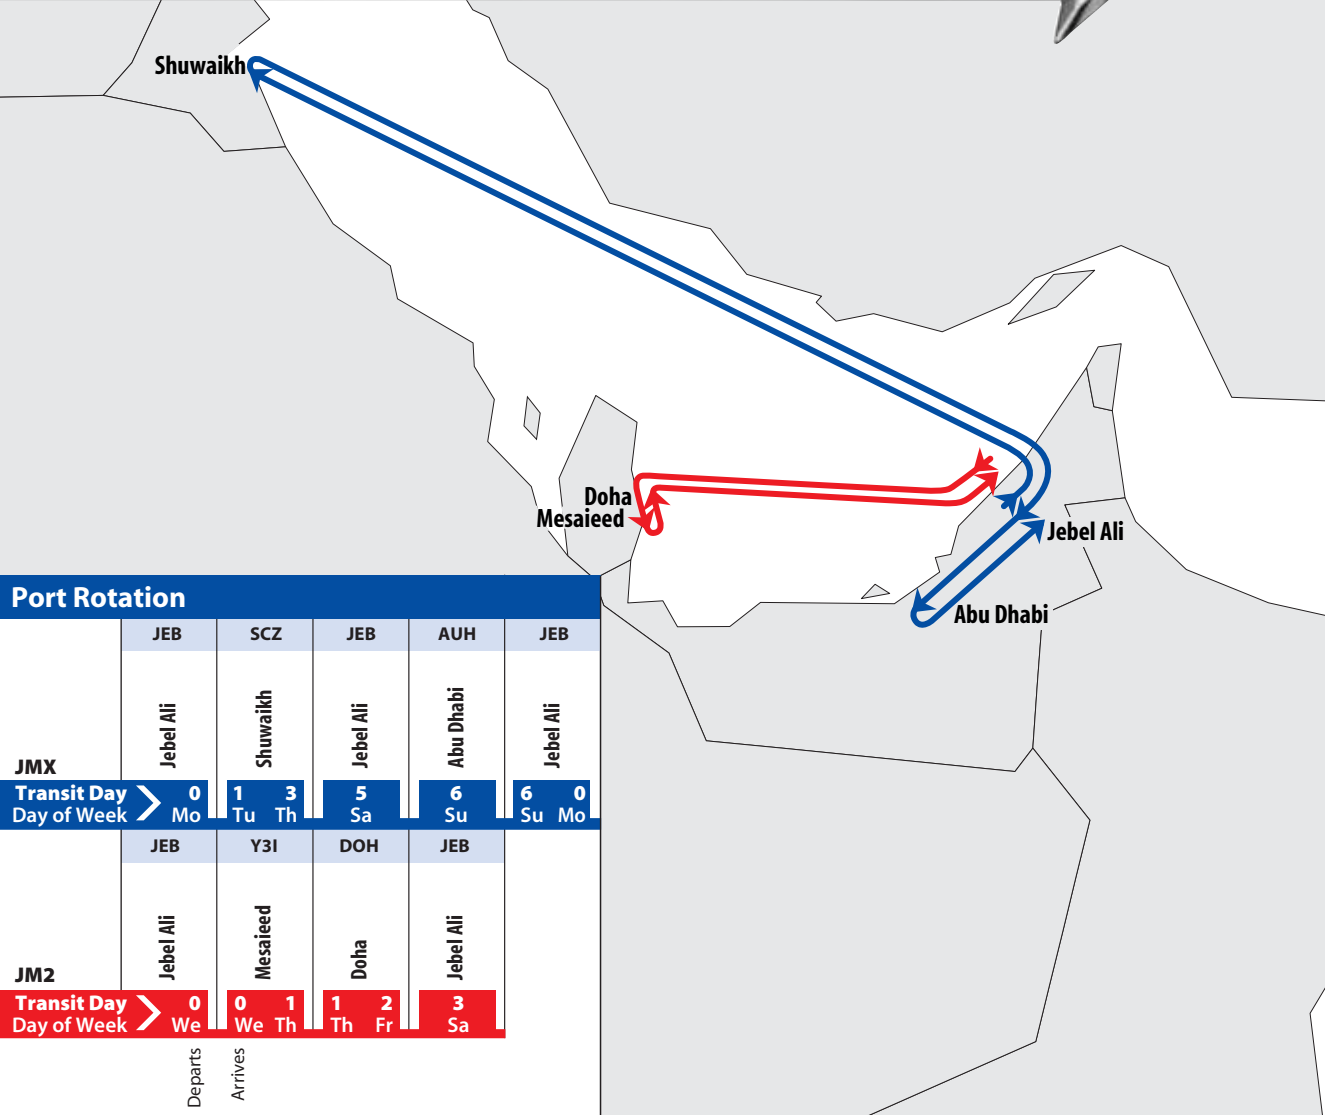 Shuwaikh
Doha
Mesaieed
Jebel Ali
Abu Dhabi
Port Rotation
JEB SCZ JEB AUH JEB
Jebel Ali Shuwaikh Jebel Ali Abu Dhabi Jebel Ali
JMX
Transit Day 0 1 3 5 6 6 0
Day of Week Mo Tu Th Sa Su Su Mo
JEB Y3I DOH JEB
Jebel Ali Mesaieed Doha Jebel Ali
JM2
Transit Day 0 0 1 1 2 3
Day of Week We We Th Th Fr Sa
Departs Arrives